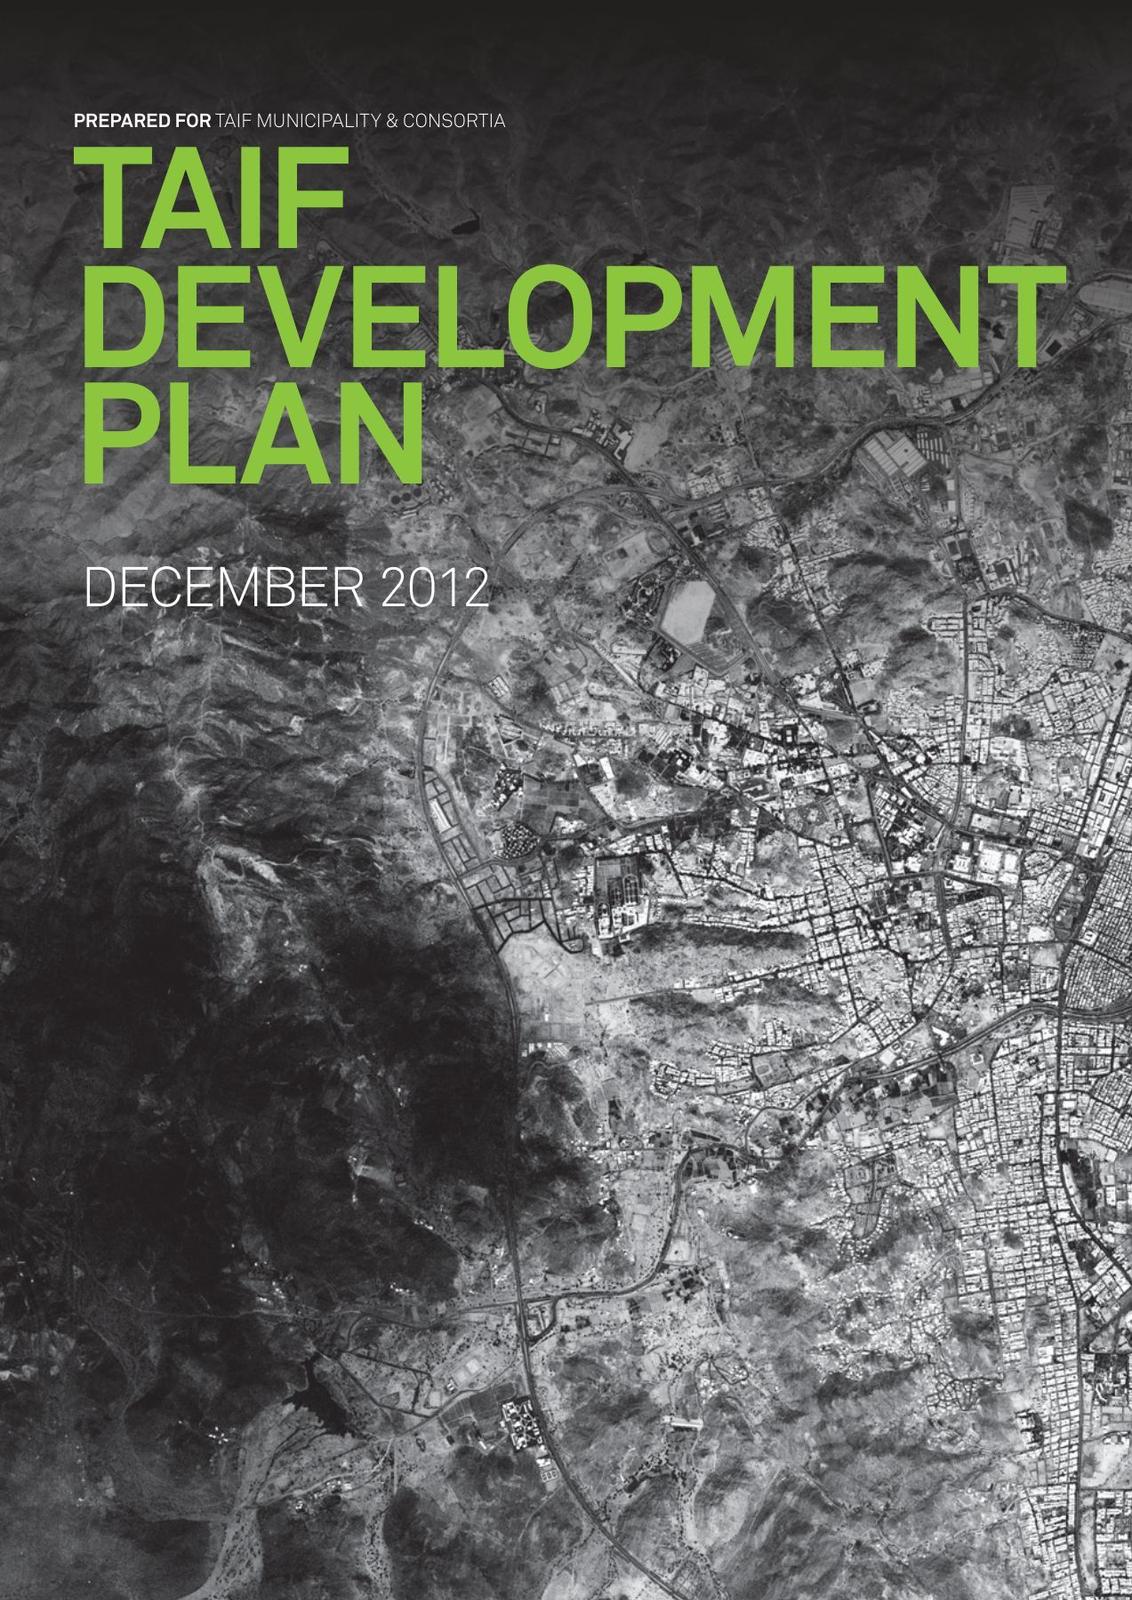 PREPARED FOR TAIF MUNICIPALITY & CONSORTIA
TAIF
DEVELOPMENT
PLAN
DECEMBER 2012